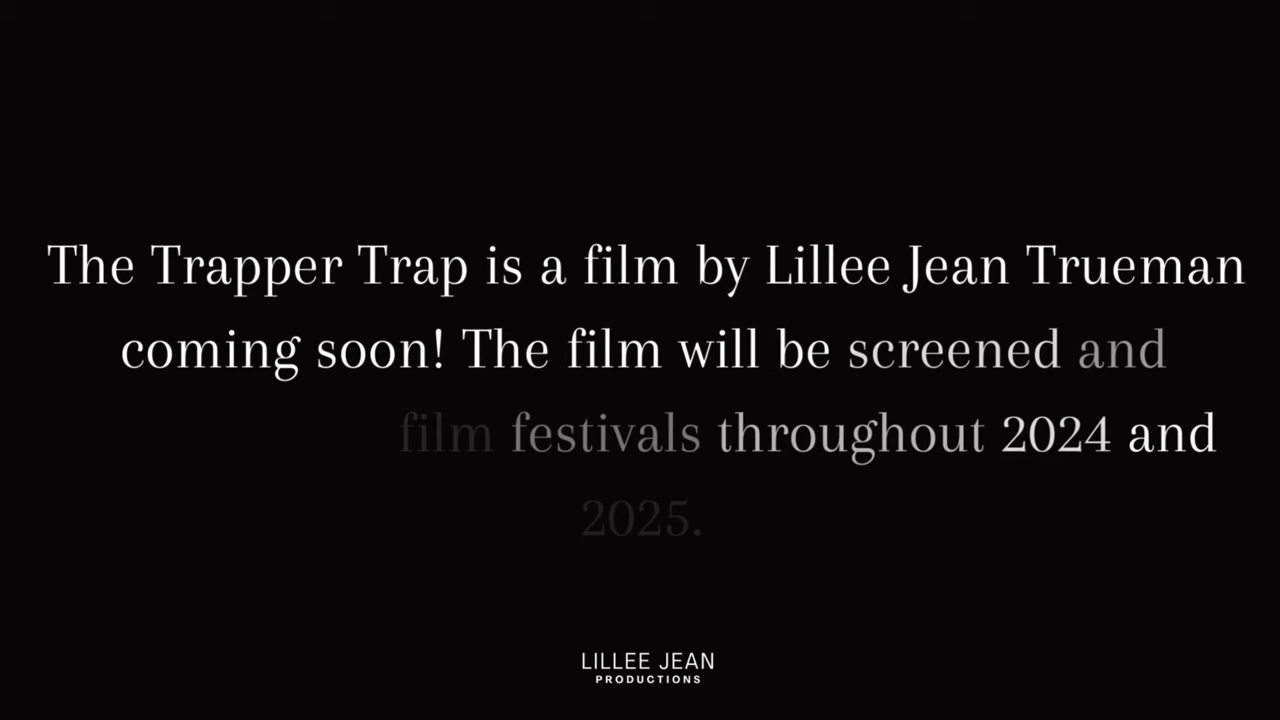 The Trapper Trap is a film by Lillee Jean Trueman
coming soon! The film will be screened and
film festivals throughout 2024 and
2025.
LILLEE JEAN
PRODUCTIONS